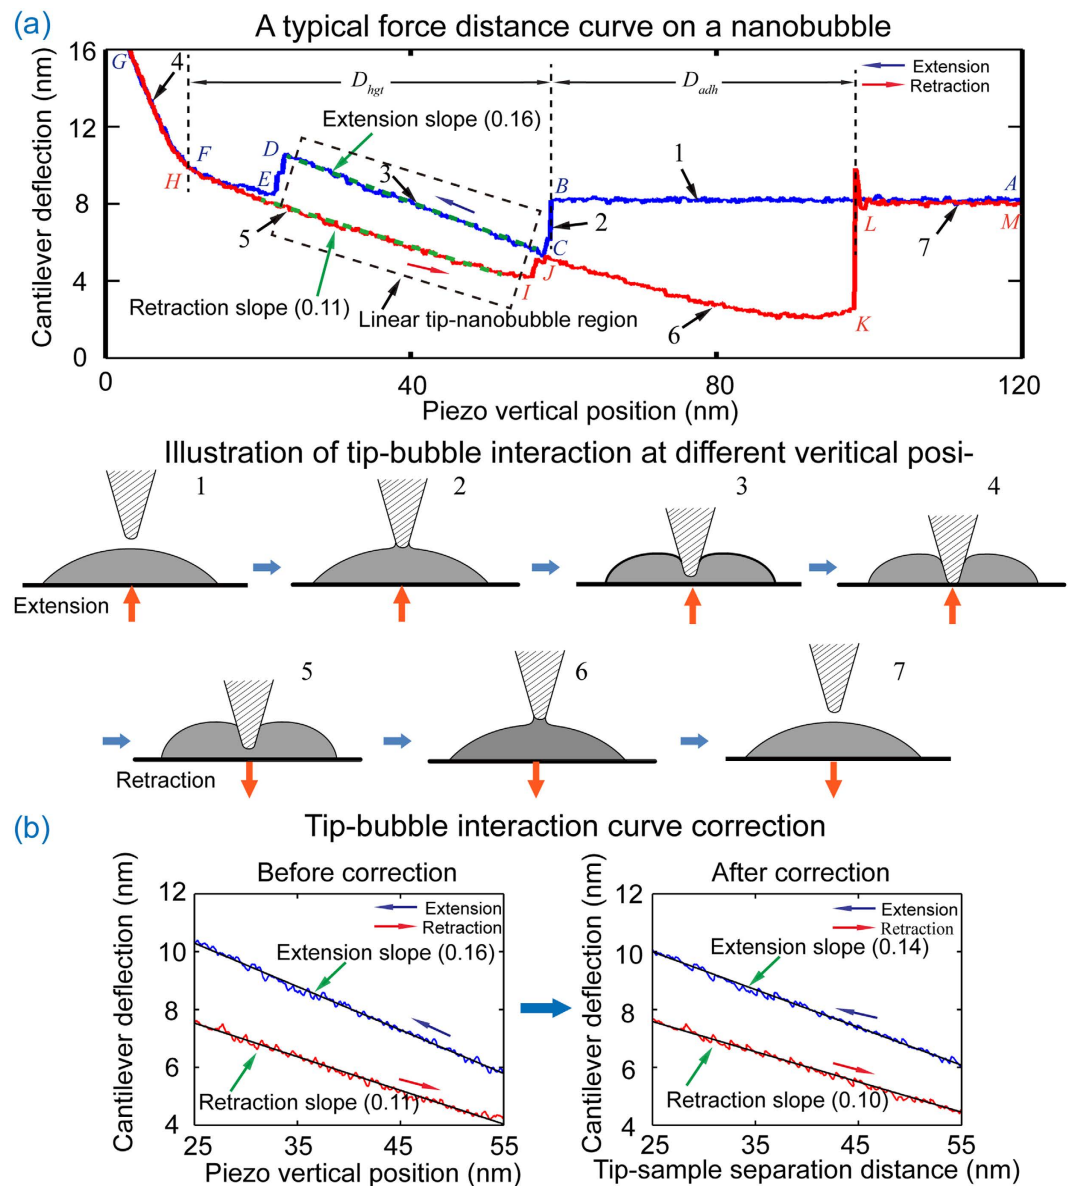 (a) A typical force distance curve on a nanobubble
16
12
8
4
0
Cantilever deflection (nm)
G 4
D_hgt
D_adh
Extension
Retraction
Extension slope (0.16)
F D
H E
3
B 1 A
5 C 2
L 7 M
Retraction slope (0.11)
I J
Linear tip-nanobubble region
6 K
0 40 80 120
Piezo vertical position (nm)
Illustration of tip-bubble interaction at different veritical posi-
1 2 3 4
Extension
5 6 7
Retraction
(b) Tip-bubble interaction curve correction
Before correction
Cantilever deflection (nm)
12
10
8
6
4
Extension
Retraction
Extension slope (0.16)
Retraction slope (0.11)
25 35 45 55
Piezo vertical position (nm)
After correction
Cantilever deflection (nm)
12
10
8
6
4
Extension
Retraction
Extension slope (0.14)
Retraction slope (0.10)
25 35 45 55
Tip-sample separation distance (nm)